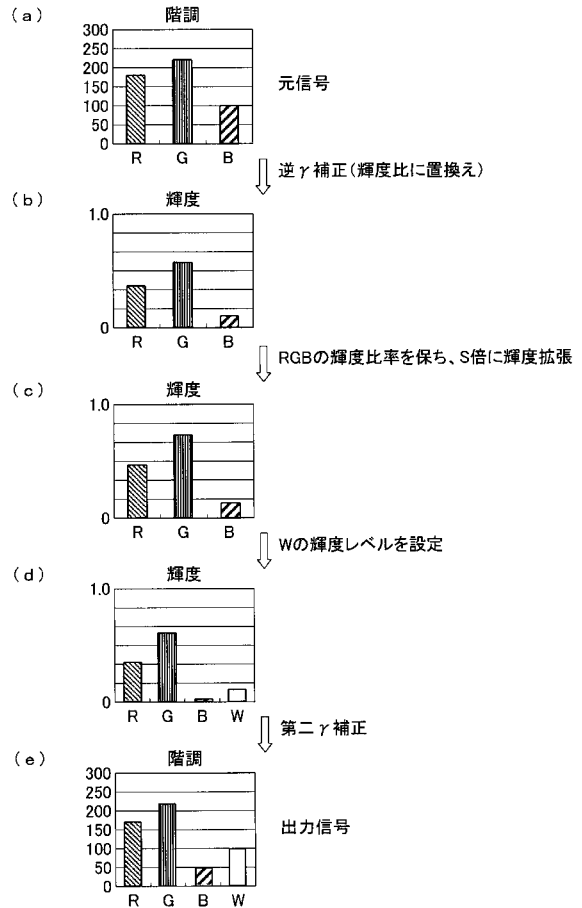 (a)
階調
300
250
200
150
100
50
0
R G B
元信号
逆γ補正(輝度比に置換え)
(b)
輝度
1.0
0
R G B
RGBの輝度比率を保ち、S倍に輝度拡張
(c)
輝度
1.0
0
R G B
Wの輝度レベルを設定
(d)
輝度
1.0
0
R G B W
第二γ補正
(e)
階調
300
250
200
150
100
50
0
R G B W
出力信号